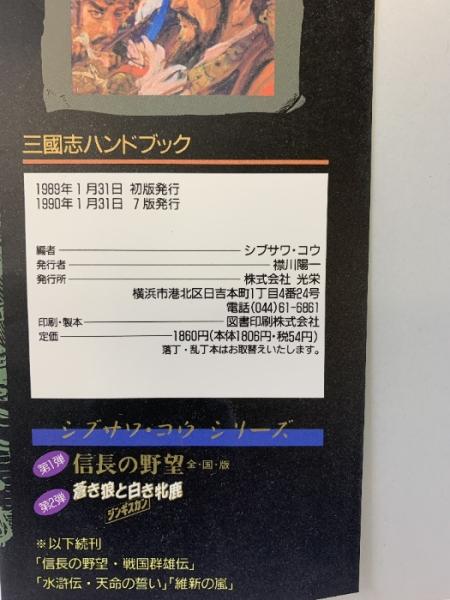 三國志ハンドブック
1989年1月31日 初版発行
1990年1月31日 7版発行
編者 シブサワ・コウ
発行者 襟川陽一
発行所 株式会社 光栄
横浜市港北区日吉本町1丁目4番24号
電話(044)61-6861
印刷・製本 図書印刷株式会社
定価 1860円(本体1806円・税54円)
落丁・乱丁本はお取替えいたします。
シブサワ・コウ シリーズ
第1弾 信長の野望 全・国・版
第2弾 蒼き狼と白き牝鹿
ジンギスカン
※以下続刊
「信長の野望・戦国群雄伝」
「水滸伝・天命の誓い」「維新の嵐」